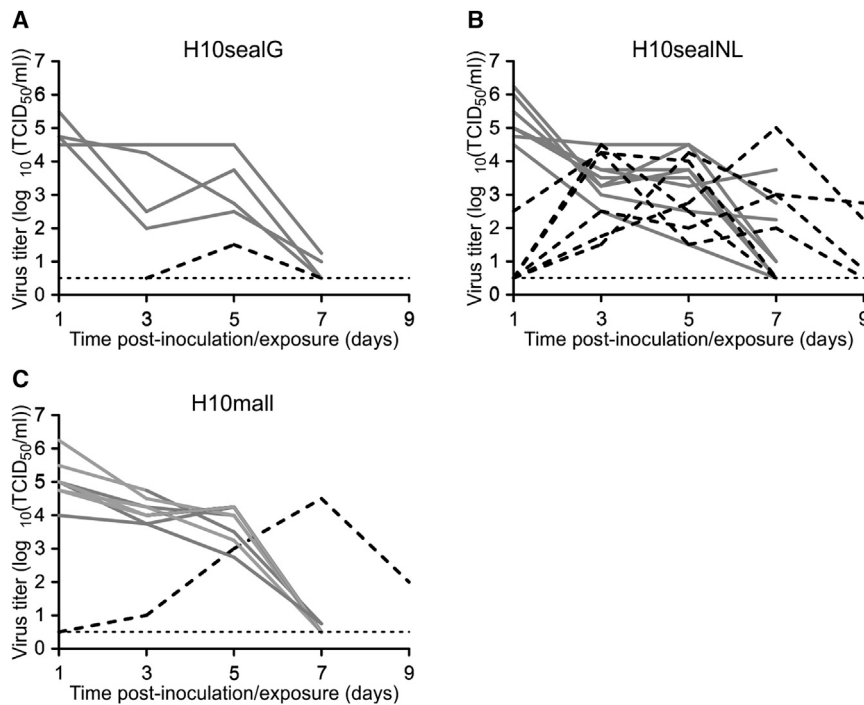 A
H10sealG
Virus titer (log 10(TCID50/ml))
7
6
5
4
3
2
1
0
1 3 5 7 9
Time post-inoculation/exposure (days)
B
H10sealNL
Virus titer (log 10(TCID50/ml))
7
6
5
4
3
2
1
0
1 3 5 7 9
Time post-inoculation/exposure (days)
C
H10mall
Virus titer (log 10(TCID50/ml))
7
6
5
4
3
2
1
0
1 3 5 7 9
Time post-inoculation/exposure (days)